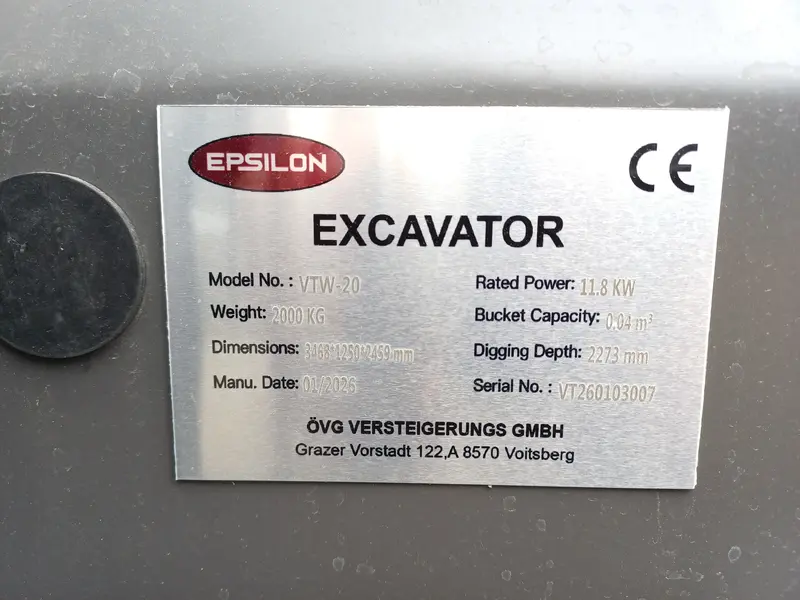 EPSILON
CE
EXCAVATOR
Model No. : VTW-20
Rated Power: 11.8 KW
Weight: 2000 KG
Bucket Capacity: 0.04 m³
Dimensions: 3468*1250*2459 mm
Digging Depth: 2273 mm
Manu. Date: 01/2026
Serial No. : VT260103007
ÖVG VERSTEIGERUNGS GMBH
Grazer Vorstadt 122,A 8570 Voitsberg